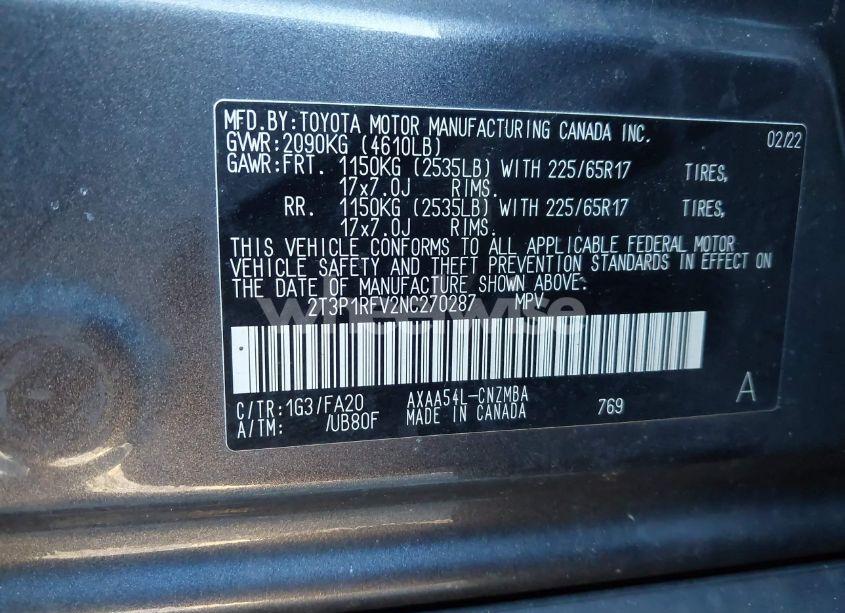 MFD.BY:TOYOTA MOTOR MANUFACTURING CANADA INC. 02/22
GVWR:2090KG (4610LB)
GAWR:FRT. 1150KG (2535LB) WITH 225/65R17 TIRES,
17x7.0J RIMS.
RR. 1150KG (2535LB) WITH 225/65R17 TIRES,
17x7.0J RIMS.
THIS VEHICLE CONFORMS TO ALL APPLICABLE FEDERAL MOTOR
VEHICLE SAFETY AND THEFT PREVENTION STANDARDS IN EFFECT ON
THE DATE OF MANUFACTURE SHOWN ABOVE.
2T3P1RFV2NC270287 MPV
wheelwise
C/TR:1G3/FA20 AXAA54L-CNZMBA A
A/TM: /UB80F MADE IN CANADA 769